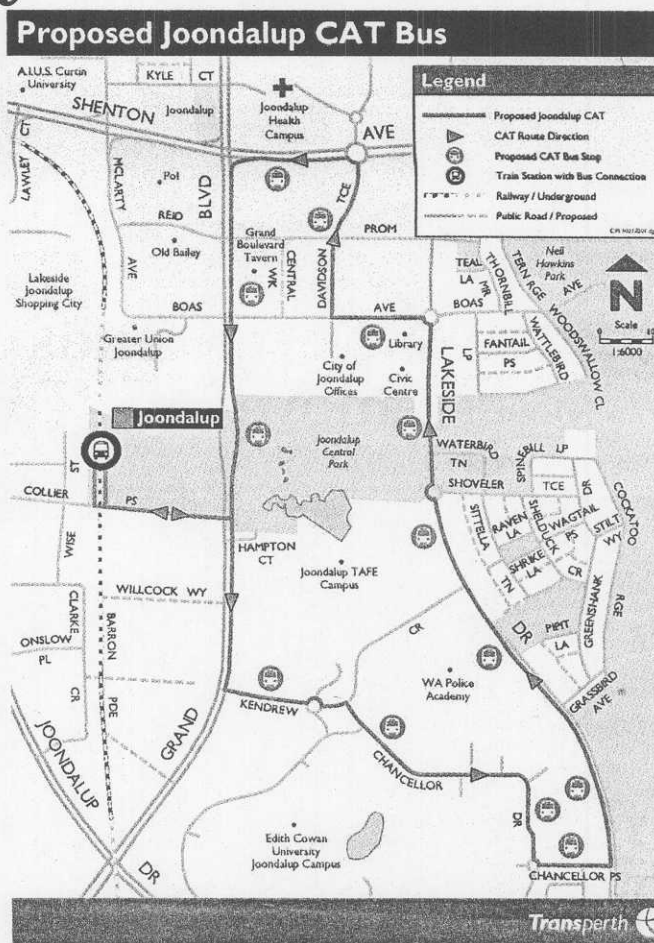 Proposed Joondalup CAT Bus
Legend
Proposed Joondalup CAT
CAT Route Direction
Proposed CAT Bus Stop
Train Station with Bus Connection
Railway / Underground
Public Road / Proposed
N
Scale
1:6000
A.I.U.S. Curtin
University
KYLE CT
SHENTON
AVE
Joondalup
Joondalup
Health
Campus
LAWLEY CT
MCLARTY
AVE
Pol
REID
BLVD
Old Bailey
TCE
PROM
Grand
Boulevard
Tavern
CENTRAL
WK
DAVIDSON
Lakeside
Joondalup
Shopping City
BOAS
AVE
Greater Union
Joondalup
City of
Joondalup
Offices
Library
Civic
Centre
LAKESIDE
TEAL
LA
MR
THORNBILL
TERN RGE
Neil
Hawkins
Park
AVE
BOAS
WOODSWALLOW CL
LP
FANTAIL
PS
WATTLEBIRD
Joondalup
Joondalup
Central
Park
ST
COLLIER
PS
WISE
WATERBIRD
TN
SHOVELER
SPINEBILL LP
TCE
DR
COCKATOO
RGE
STILT
WY
SITTELLA
TN
RAVEN
LA
SHELDUCK
WAGTAIL
PS
SHRIKE
LA
CR
GREENSHANK
HAMPTON
CT
Joondalup TAFE
Campus
WILLCOCK WY
CLARKE
CR
ONSLOW
PL
BARRON
PDE
GRAND
CR
DR
PIPIT
LA
GRASSBIRD
AVE
WA Police
Academy
KENDREW
CHANCELLOR
DR
JOONDALUP
DR
Edith Cowan
University
Joondalup Campus
CHANCELLOR PS
Transperth